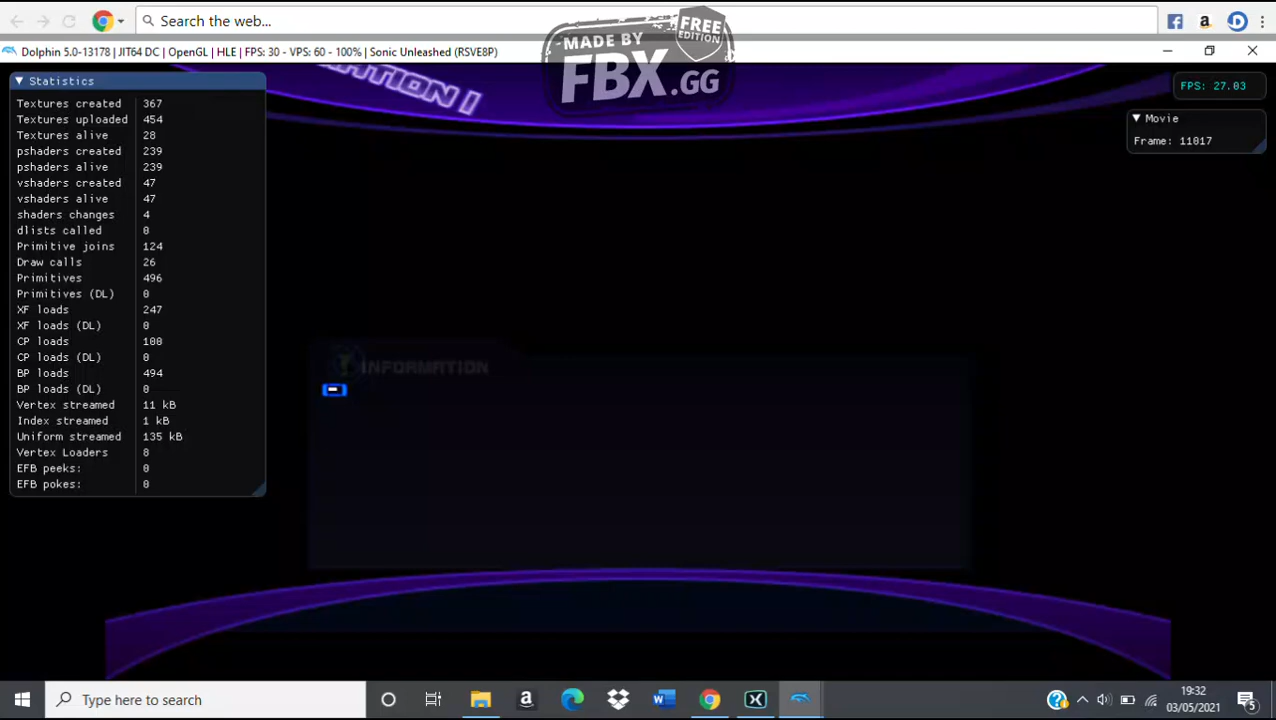 Search the web...
Dolphin 5.0-13178 | JIT64 DC | OpenGL | HLE | FPS: 30 - VPS: 60 - 100% | Sonic Unleashed (RSVE8P)
MADE BY
FREE
EDITION
FBX.GG
Statistics
Textures created 367
Textures uploaded 454
Textures alive 28
pshaders created 239
pshaders alive 239
vshaders created 47
vshaders alive 47
shaders changes 4
dlists called 0
Primitive joins 124
Draw calls 26
Primitives 496
Primitives (DL) 0
XF loads 247
XF loads (DL) 0
CP loads 108
CP loads (DL) 0
BP loads 494
BP loads (DL) 0
Vertex streamed 11 kB
Index streamed 1 kB
Uniform streamed 135 kB
Vertex Loaders 8
EFB peeks: 0
EFB pokes: 0
FPS: 27.03
Movie
Frame: 11017
INFORMATION
Type here to search
19:32
03/05/2021
5